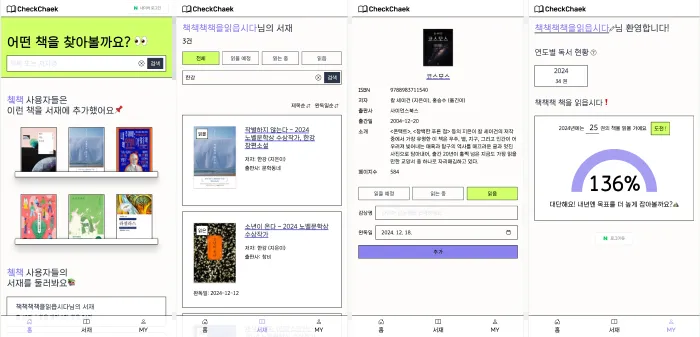 CheckChaek
N 네이버 로그인
어떤 책을 찾아볼까요? 👀
검색
첵책 사용자들은
이런 책을 서재에 추가했어요📌
첵책 사용자들의
서재를 둘러봐요📚
책책책책을읽읍시다님의 서재
홈
서재
MY
CheckChaek
책책책책을읽읍시다님의 서재
3건
전체
읽을 예정
읽는 중
읽음
한강
검색
제목순
완독일순
읽음
작별하지 않는다 - 2024
노벨문학상 수상작가, 한강
장편소설
저자: 한강 (지은이)
출판사: 문학동네
읽음
소년이 온다 - 2024 노벨문학상
수상작가
저자: 한강 (지은이)
출판사: 창비
완독일: 2024-12-12
홈
서재
MY
CheckChaek
코스모스
코스모스
ISBN
9788983711540
저자
칼 세이건 (지은이), 홍승수 (옮긴이)
출판사
사이언스북스
출간일
2004-12-20
소개
페이지수
584
읽을 예정
읽는 중
읽음
감상평
완독일
2024. 12. 18.
추가
홈
서재
MY
CheckChaek
책책책책을읽읍시다님 환영합니다!
연도별 독서 현황
2024
34 권
책책책 책을 읽읍시다❗
2024년에는 25 권의 책을 읽을 거예요
도전!
136%
대단해요! 내년엔 목표를 더 높게 잡아볼까요?
N 로그아웃
홈
서재
MY